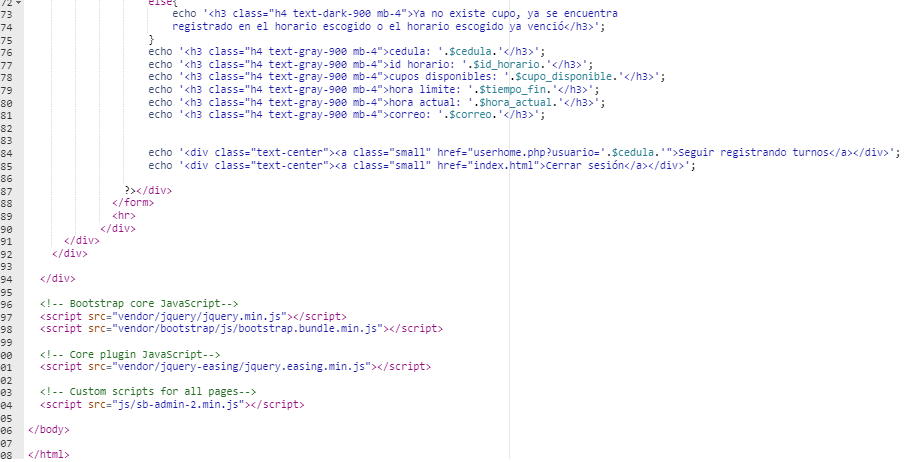 72 else{
73 echo '<h3 class="h4 text-dark-900 mb-4">Ya no existe cupo, ya se encuentra
74 registrado en el horario escogido o el horario escogido ya venció</h3>';
75 }
76 echo '<h3 class="h4 text-gray-900 mb-4">cedula: '.$cedula.'</h3>';
77 echo '<h3 class="h4 text-gray-900 mb-4">id horario: '.$id_horario.'</h3>';
78 echo '<h3 class="h4 text-gray-900 mb-4">cupos disponibles: '.$cupo_disponible.'</h3>';
79 echo '<h3 class="h4 text-gray-900 mb-4">hora limite: '.$tiempo_fin.'</h3>';
80 echo '<h3 class="h4 text-gray-900 mb-4">hora actual: '.$hora_actual.'</h3>';
81 echo '<h3 class="h4 text-gray-900 mb-4">correo: '.$correo.'</h3>';
82
83
84 echo '<div class="text-center"><a class="small" href="userhome.php?usuario='.$cedula.'">Seguir registrando turnos</a></div>';
85 echo '<div class="text-center"><a class="small" href="index.html">Cerrar sesión</a></div>';
86
87 ?></div>
88 </form>
89 <hr>
90 </div>
91 </div>
92 </div>
93
94 </div>
95
96 <!-- Bootstrap core JavaScript-->
97 <script src="vendor/jquery/jquery.min.js"></script>
98 <script src="vendor/bootstrap/js/bootstrap.bundle.min.js"></script>
99
00 <!-- Core plugin JavaScript-->
01 <script src="vendor/jquery-easing/jquery.easing.min.js"></script>
02
03 <!-- Custom scripts for all pages-->
04 <script src="js/sb-admin-2.min.js"></script>
05
06 </body>
07
08 </html>